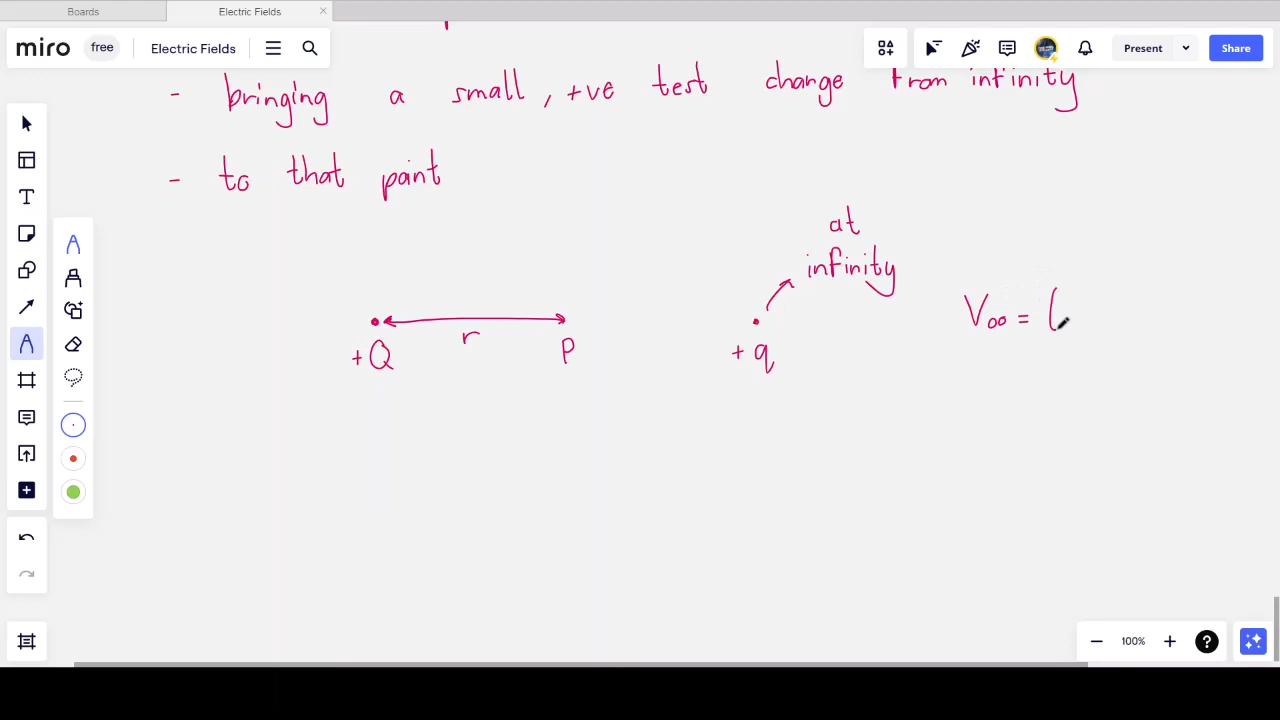 Boards
Electric Fields
miro free Electric Fields
Present
Share
- bringing a small, +ve test change from infinity
- to that point
at
infinity
r
P
+Q
+q
V∞ = (
100%